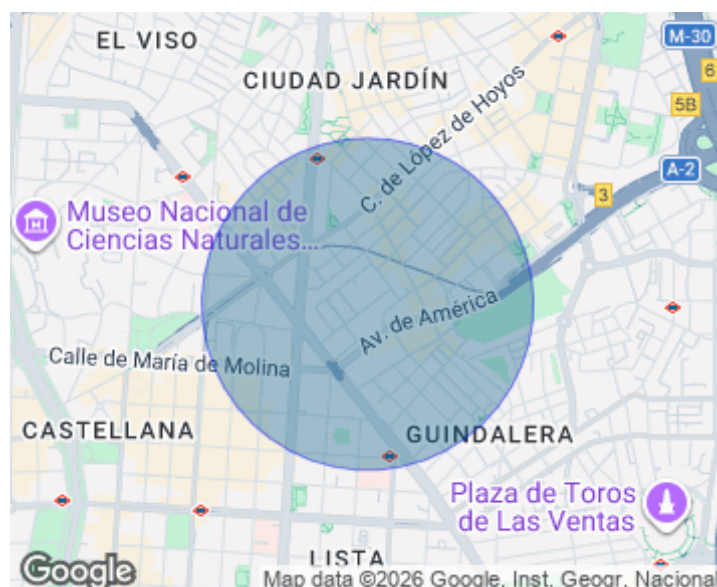 EL VISO
M-30
6
CIUDAD JARDÍN
5B
C. de López de Hoyos
A-2
3
Museo Nacional de
Ciencias Naturales...
Av. de América
Calle de María de Molina
CASTELLANA
GUINDALERA
Plaza de Toros
de Las Ventas
LISTA
Google
Map data ©2026 Google, Inst. Geogr. Nacional